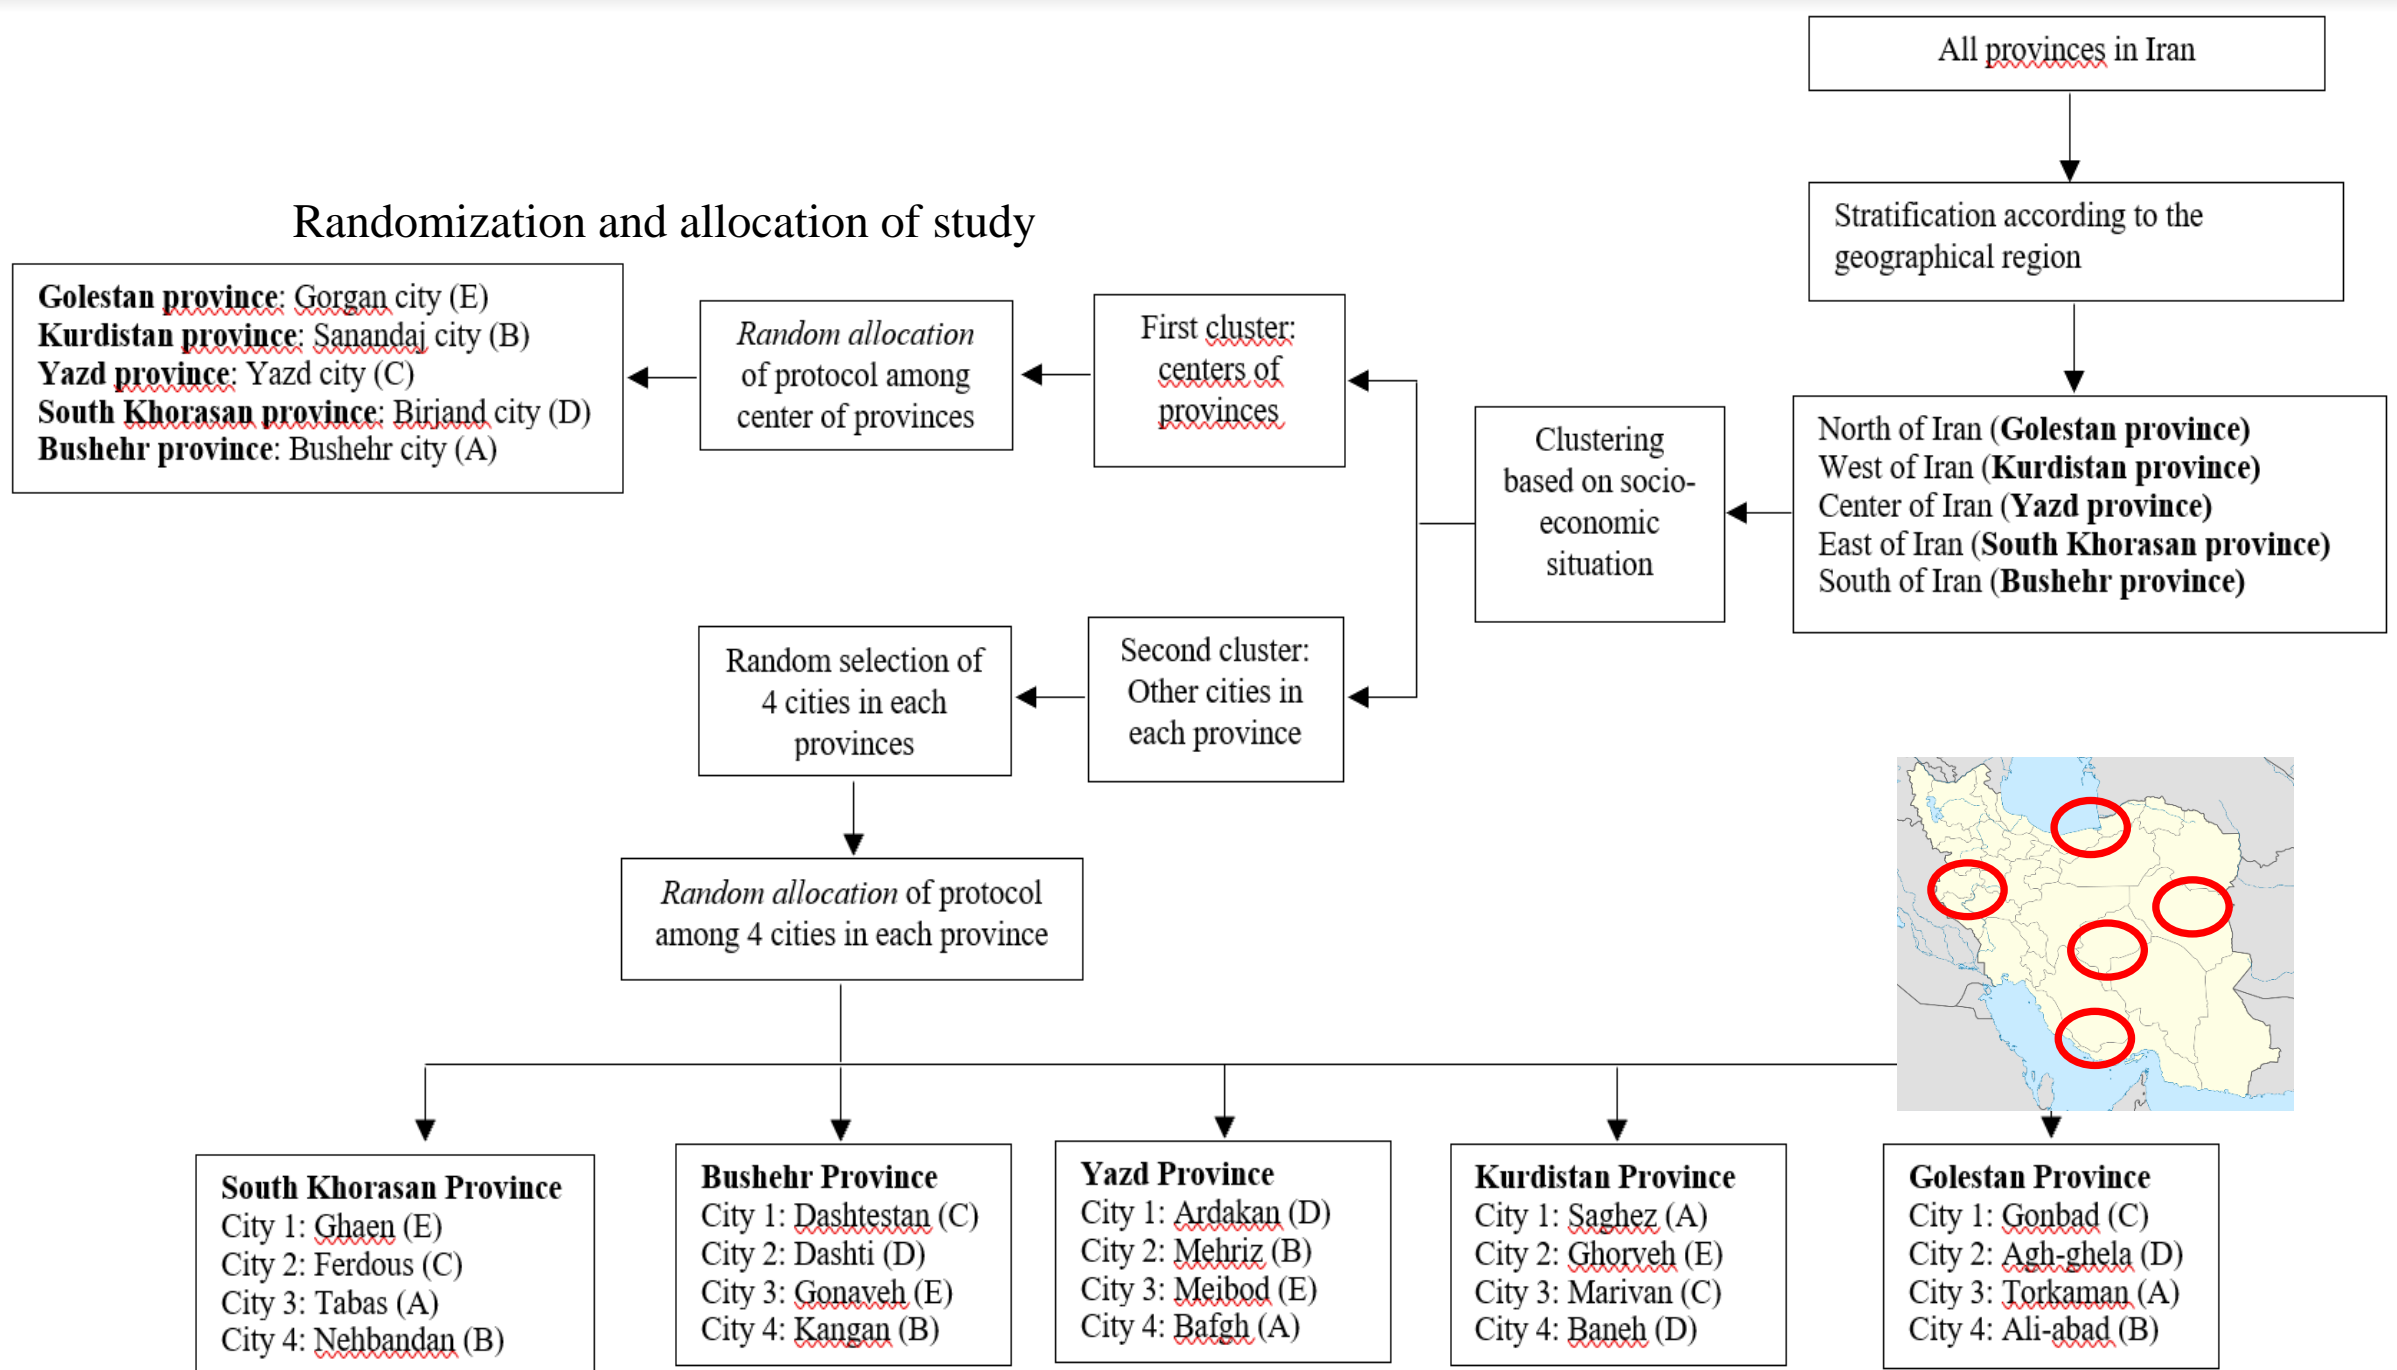 All provinces in Iran
Stratification according to the
geographical region
Randomization and allocation of study
North of Iran (Golestan province)
West of Iran (Kurdistan province)
Center of Iran (Yazd province)
East of Iran (South Khorasan province)
South of Iran (Bushehr province)
Clustering
based on socio-
economic
situation
First cluster:
centers of
provinces
Random allocation
of protocol among
center of provinces
Golestan province: Gorgan city (E)
Kurdistan province: Sanandaj city (B)
Yazd province: Yazd city (C)
South Khorasan province: Birjand city (D)
Bushehr province: Bushehr city (A)
Second cluster:
Other cities in
each province
Random selection of
4 cities in each
provinces
Random allocation of protocol
among 4 cities in each province
South Khorasan Province
City 1: Ghaen (E)
City 2: Ferdous (C)
City 3: Tabas (A)
City 4: Nehbandan (B)
Bushehr Province
City 1: Dashtestan (C)
City 2: Dashti (D)
City 3: Gonaveh (E)
City 4: Kangan (B)
Yazd Province
City 1: Ardakan (D)
City 2: Mehriz (B)
City 3: Meibod (E)
City 4: Bafgh (A)
Kurdistan Province
City 1: Saghez (A)
City 2: Ghorveh (E)
City 3: Marivan (C)
City 4: Baneh (D)
Golestan Province
City 1: Gonbad (C)
City 2: Agh-ghela (D)
City 3: Torkaman (A)
City 4: Ali-abad (B)